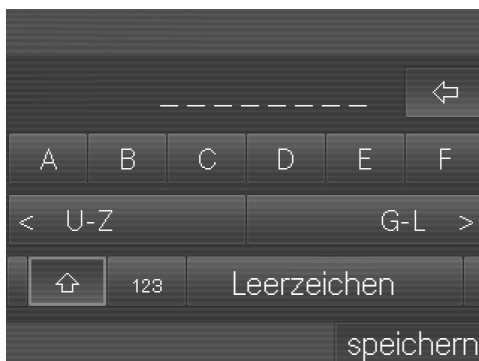 _ _ _ _ _ _ _ _
A B C D E F
< U-Z G-L >
123 Leerzeichen
speichern